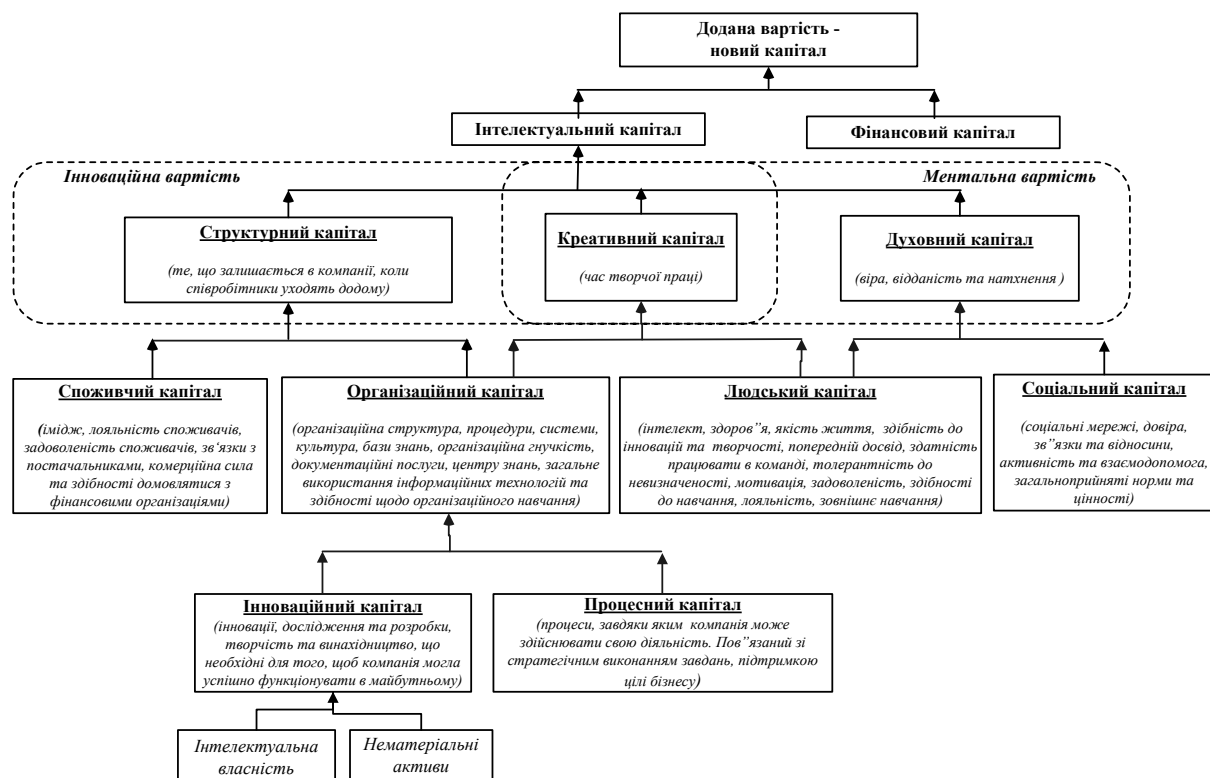 Додана вартість -
новий капітал
Інтелектуальний капітал
Фінансовий капітал
Інноваційна вартість
Ментальна вартість
Структурний капітал
(те, що залишається в компанії, коли
співробітники уходять додому)
Креативний капітал
(час творчої праці)
Духовний капітал
(віра, відданість та натхнення )
Споживчий капітал
(імідж, лояльність споживачів,
задоволеність споживачів, зв‘язки з
постачальниками, комерційна сила
та здібності домовлятися з
фінансовими організаціями)
Організаційний капітал
(організаційна структура, процедури, системи,
культура, бази знань, організаційна гнучкість,
документаційні послуги, центру знань, загальне
використання інформаційних технологій та
здібності щодо організаційного навчання)
Людський капітал
(інтелект, здоров"я, якість життя, здібність до
інновацій та творчості, попередній досвід, здатність
працювати в команді, толерантність до
невизначеності, мотивація, задоволеність, здібності
до навчання, лояльність, зовнішнє навчання)
Соціальний капітал
(соціальні мережі, довіра,
зв"язки та відносини,
активність та взаємодопомога,
загальноприйняті норми та
цінності)
Інноваційний капітал
(інновації, дослідження та розробки,
творчість та винахідництво, що
необхідні для того, щоб компанія могла
успішно функціонувати в майбутньому)
Процесний капітал
(процеси, завдяки яким компанія може
здійснювати свою діяльність. Пов"язаний зі
стратегічним виконанням завдань, підтримкою
цілі бізнесу)
Інтелектуальна
власність
Нематеріальні
активи